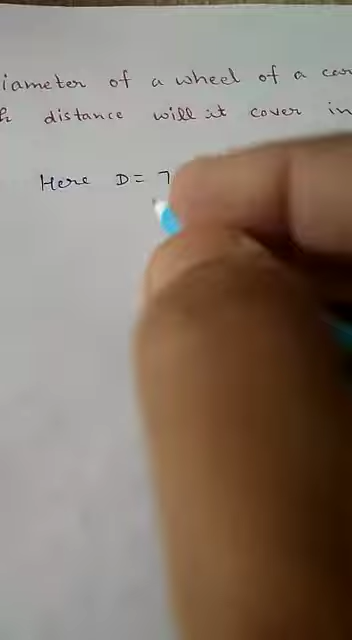 iameter of a wheel of a car
h distance will it cover in
Here D = 7